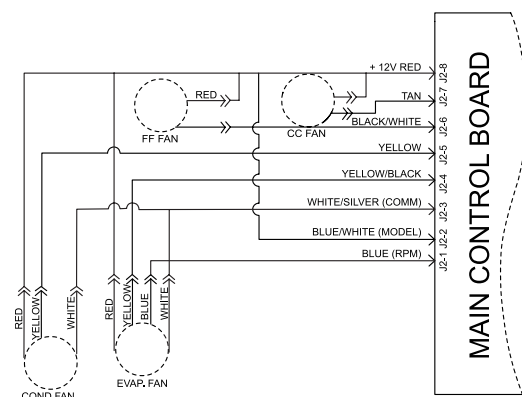 + 12V RED
J2-8
RED
J2-7
TAN
FF FAN
CC FAN
BLACK/WHITE
J2-6
YELLOW
J2-5
YELLOW/BLACK
J2-4
WHITE/SILVER (COMM)
J2-3
BLUE/WHITE (MODEL)
J2-2
BLUE (RPM)
J2-1
MAIN CONTROL BOARD
RED
YELLOW
WHITE
RED
YELLOW
BLUE
WHITE
EVAP. FAN
COND FAN